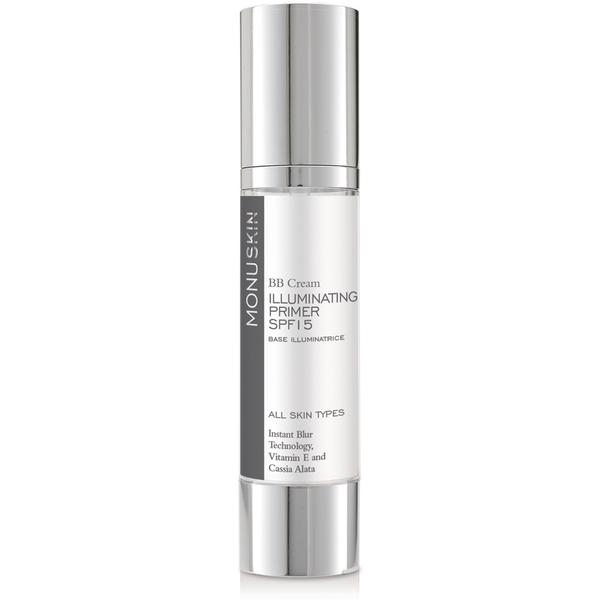 MONUSKIN
BB Cream
ILLUMINATING
PRIMER
SPF15
BASE ILLUMINATRICE
ALL SKIN TYPES
Instant Blur
Technology,
Vitamin E and
Cassia Alata